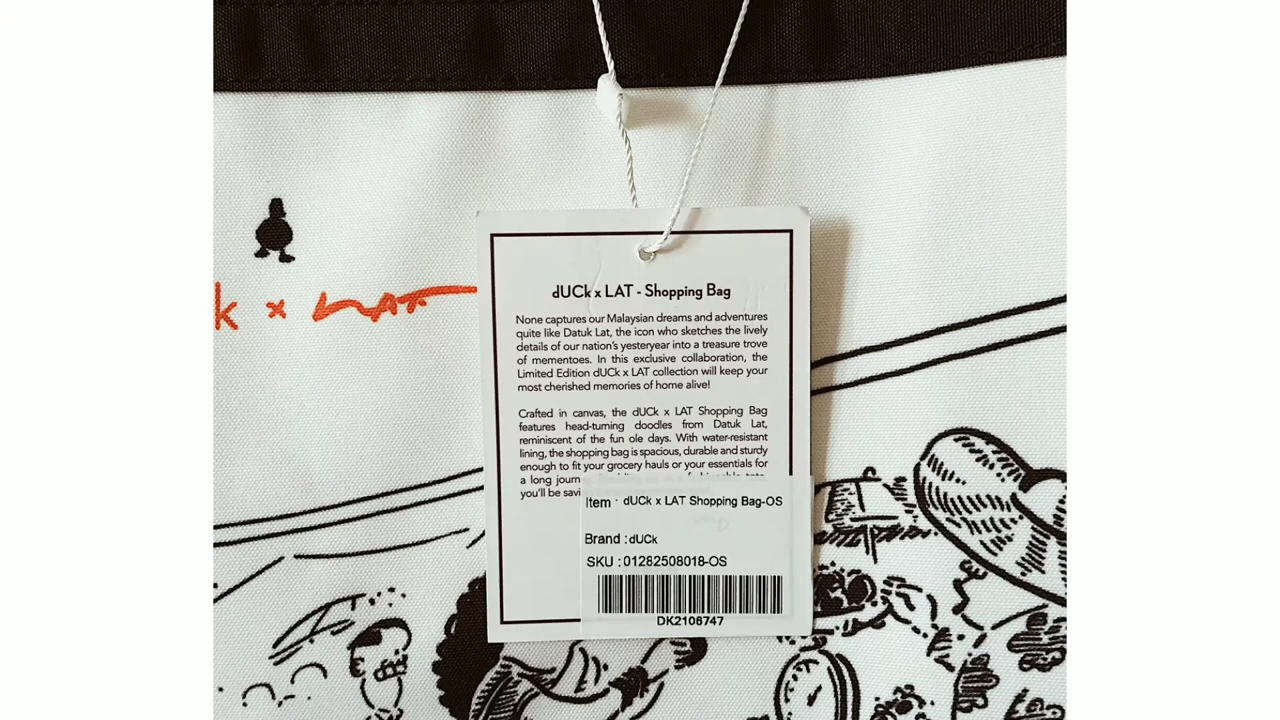 k x LAT
dUCk x LAT - Shopping Bag
None captures our Malaysian dreams and adventures
quite like Datuk Lat, the icon who sketches the lively
details of our nation's yesteryear into a treasure trove
of mementoes. In this exclusive collaboration, the
Limited Edition dUCk x LAT collection will keep your
most cherished memories of home alive!
Crafted in canvas, the dUCk x LAT Shopping Bag
features head-turning doodles from Datuk Lat,
reminiscent of the fun ole days. With water-resistant
lining, the shopping bag is spacious, durable and sturdy
enough to fit your grocery hauls or your essentials for
a long journ
you'll be savi
Item : dUCk x LAT Shopping Bag-OS
Brand : dUCk
SKU : 01282508018-OS
DK2106747